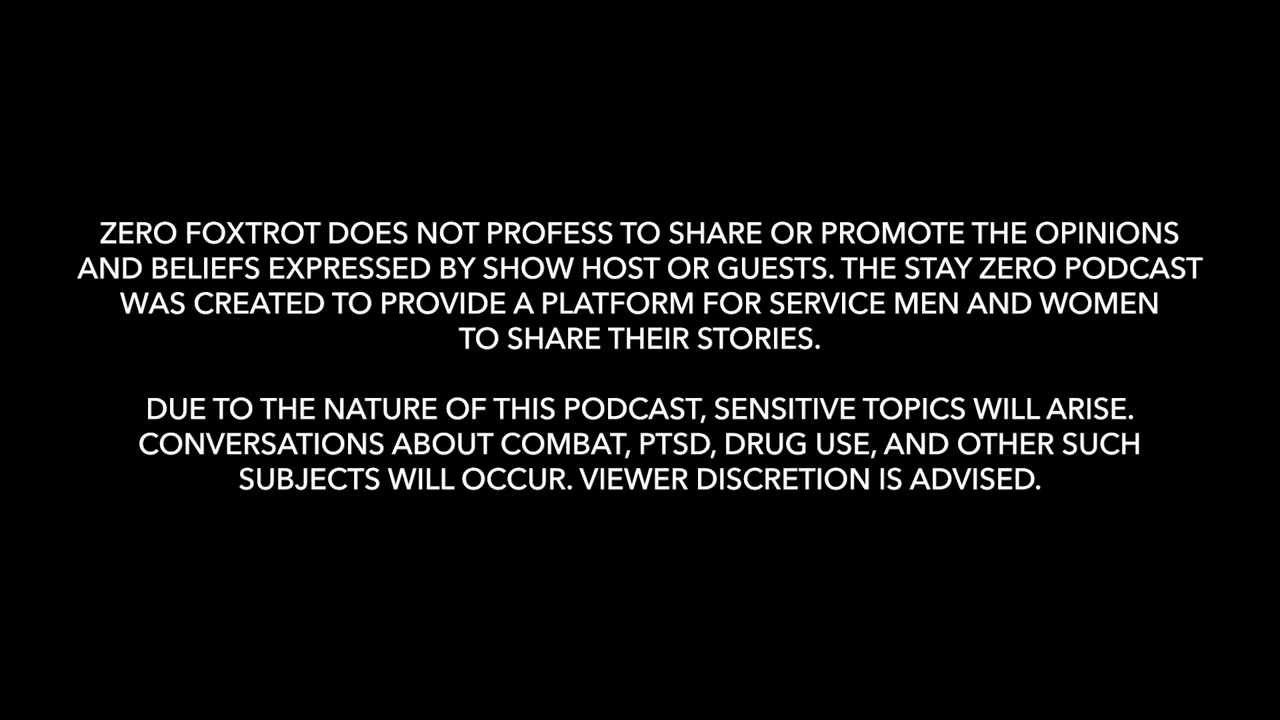 ZERO FOXTROT DOES NOT PROFESS TO SHARE OR PROMOTE THE OPINIONS
AND BELIEFS EXPRESSED BY SHOW HOST OR GUESTS. THE STAY ZERO PODCAST
WAS CREATED TO PROVIDE A PLATFORM FOR SERVICE MEN AND WOMEN
TO SHARE THEIR STORIES.
DUE TO THE NATURE OF THIS PODCAST, SENSITIVE TOPICS WILL ARISE.
CONVERSATIONS ABOUT COMBAT, PTSD, DRUG USE, AND OTHER SUCH
SUBJECTS WILL OCCUR. VIEWER DISCRETION IS ADVISED.